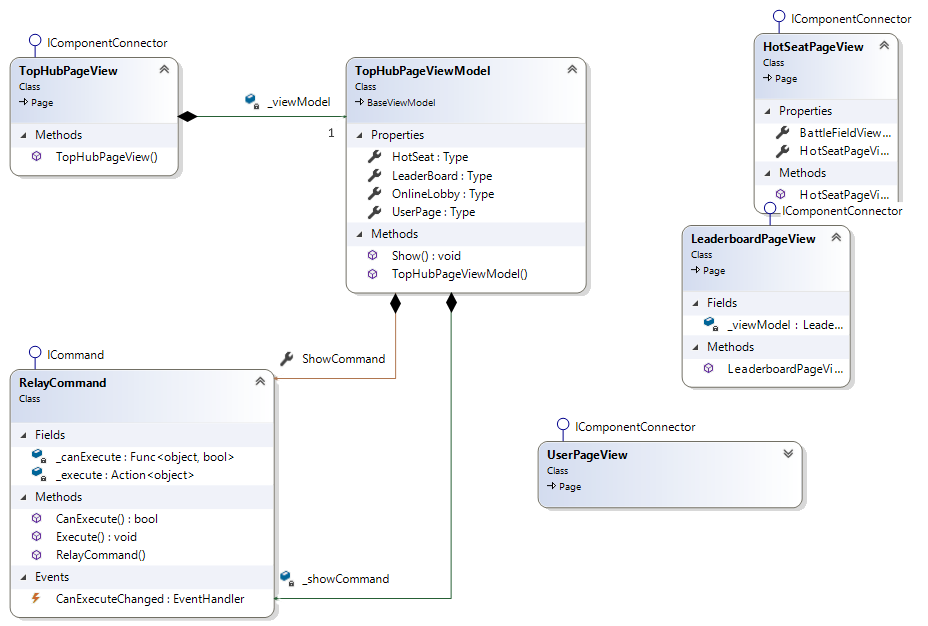 IComponentConnector
TopHubPageView
Class
Page
Methods
TopHubPageView()
_viewModel
1
TopHubPageViewModel
Class
BaseViewModel
Properties
HotSeat : Type
LeaderBoard : Type
OnlineLobby : Type
UserPage : Type
Methods
Show() : void
TopHubPageViewModel()
IComponentConnector
HotSeatPageView
Class
Page
Properties
BattleFieldView...
HotSeatPageVi...
Methods
HotSeatPageVi...
IComponentConnector
LeaderboardPageView
Class
Page
Fields
_viewModel : Leade...
Methods
LeaderboardPageVi...
ShowCommand
ICommand
RelayCommand
Class
Fields
_canExecute : Func<object, bool>
_execute : Action<object>
Methods
CanExecute() : bool
Execute() : void
RelayCommand()
Events
CanExecuteChanged : EventHandler
_showCommand
IComponentConnector
UserPageView
Class
Page